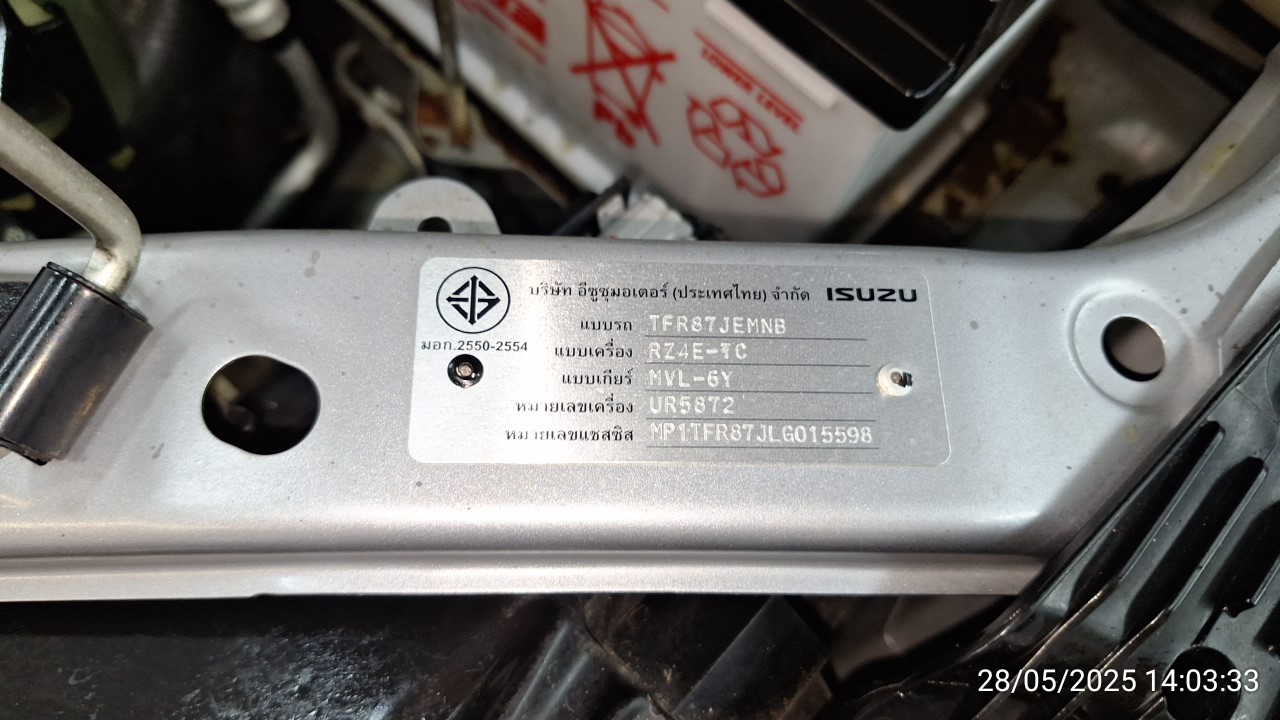 LOWER LEVEL
บริษัท อีซูซุมอเตอร์ (ประเทศไทย) จำกัด ISUZU
แบบรถ TFR87JEMNB
มอก.2550-2554
แบบเครื่อง RZ4E-TC
แบบเกียร์ MVL-6Y
หมายเลขเครื่อง UR5872
หมายเลขแชสซิส MP1TFR87JLG015598
28/05/2025 14:03:33